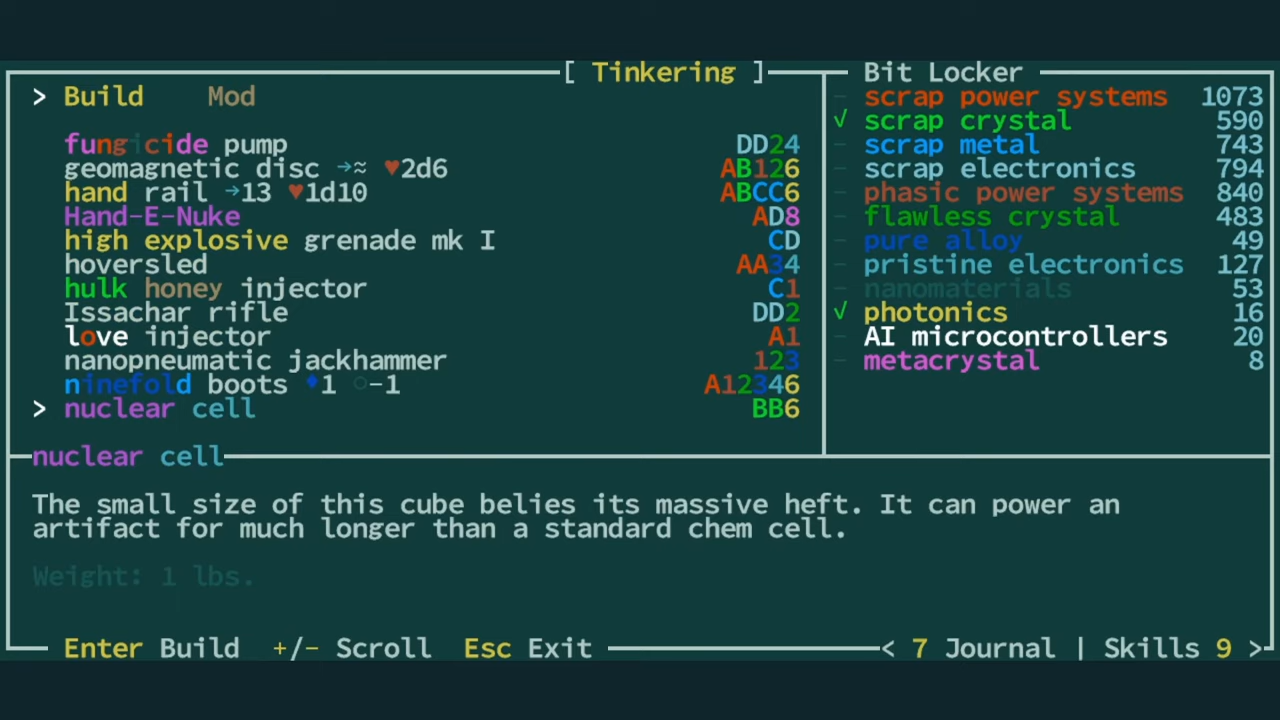 [ Tinkering ] Bit Locker
> Build Mod
fungicide pump DD24
geomagnetic disc →≈ ♥2d6 AB126
hand rail →13 ♥1d10 ABCC6
Hand-E-Nuke AD8
high explosive grenade mk I CD
hoversled AA34
hulk honey injector C1
Issachar rifle DD2
love injector A1
nanopneumatic jackhammer 123
ninefold boots ♦1 ○-1 A12346
> nuclear cell BB6
- scrap power systems 1073
√ scrap crystal 590
- scrap metal 743
- scrap electronics 794
- phasic power systems 840
- flawless crystal 483
- pure alloy 49
- pristine electronics 127
- nanomaterials 53
√ photonics 16
- AI microcontrollers 20
- metacrystal 8
nuclear cell
The small size of this cube belies its massive heft. It can power an
artifact for much longer than a standard chem cell.
Weight: 1 lbs.
Enter Build +/- Scroll Esc Exit < 7 Journal | Skills 9 >